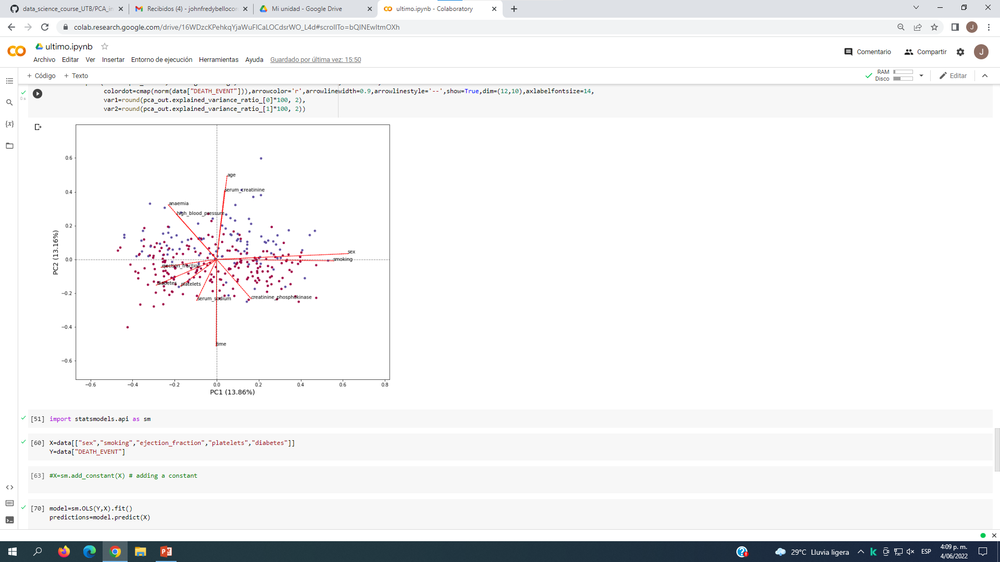 data_science_course_UTB/PCA_in
Recibidos (4) - johnfredybellocor
Mi unidad - Google Drive
ultimo.ipynb - Colaboratory
colab.research.google.com/drive/16WDzcKPehkqYjaWuFlCaLOCdsrWO_L4d#scrollTo=bQlNEwItmOXh
J
CO
ultimo.ipynb
Archivo Editar Ver Insertar Entorno de ejecución Herramientas Ayuda Guardado por última vez: 15:50
Comentario Compartir J
+ Código + Texto
RAM
Disco
Editar
0 s
{x}
colordot=cmap(norm(data["DEATH_EVENT"])),arrowcolor='r',arrowlinewidth=0.9,arrowlinestyle='--',show=True,dim=(12,10),axlabelfontsize=14,
var1=round(pca_out.explained_variance_ratio_[0]*100, 2),
var2=round(pca_out.explained_variance_ratio_[1]*100, 2))
0.6
age
serum_creatinine
0.4
anaemia
high_blood_pressure
0.2
sex
0.0
smoking
ejection_fraction
diabetes
platelets
−0.2
serum_sodium
creatinine_phosphokinase
−0.4
time
−0.6
PC2 (13.16%)
−0.6 −0.4 −0.2 0.0 0.2 0.4 0.6 0.8
PC1 (13.86%)
[51] import statsmodels.api as sm
[60] X=data[["sex","smoking","ejection_fraction","platelets","diabetes"]]
Y=data["DEATH_EVENT"]
[63] #X=sm.add_constant(X) # adding a constant
[70] model=sm.OLS(Y,X).fit()
predictions=model.predict(X)
29°C Lluvia ligera
ESP
4:09 p. m.
4/06/2022